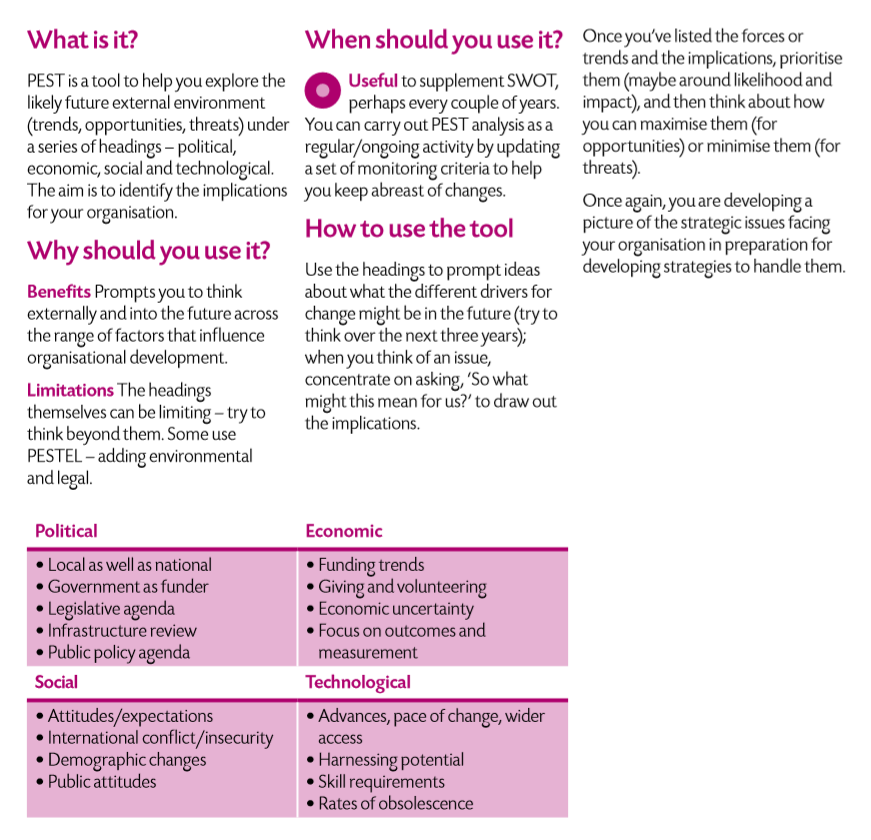 What is it?
PEST is a tool to help you explore the
likely future external environment
(trends, opportunities, threats) under
a series of headings – political,
economic, social and technological.
The aim is to identify the implications
for your organisation.
Why should you use it?
Benefits Prompts you to think
externally and into the future across
the range of factors that influence
organisational development.
Limitations The headings
themselves can be limiting – try to
think beyond them. Some use
PESTEL – adding environmental
and legal.
When should you use it?
Useful to supplement SWOT,
perhaps every couple of years.
You can carry out PEST analysis as a
regular/ongoing activity by updating
a set of monitoring criteria to help
you keep abreast of changes.
How to use the tool
Use the headings to prompt ideas
about what the different drivers for
change might be in the future (try to
think over the next three years);
when you think of an issue,
concentrate on asking, ‘So what
might this mean for us?’ to draw out
the implications.
Once you’ve listed the forces or
trends and the implications, prioritise
them (maybe around likelihood and
impact), and then think about how
you can maximise them (for
opportunities) or minimise them (for
threats).
Once again, you are developing a
picture of the strategic issues facing
your organisation in preparation for
developing strategies to handle them.
Political
• Local as well as national
• Government as funder
• Legislative agenda
• Infrastructure review
• Public policy agenda
Economic
• Funding trends
• Giving and volunteering
• Economic uncertainty
• Focus on outcomes and
measurement
Social
• Attitudes/expectations
• International conflict/insecurity
• Demographic changes
• Public attitudes
Technological
• Advances, pace of change, wider
access
• Harnessing potential
• Skill requirements
• Rates of obsolescence